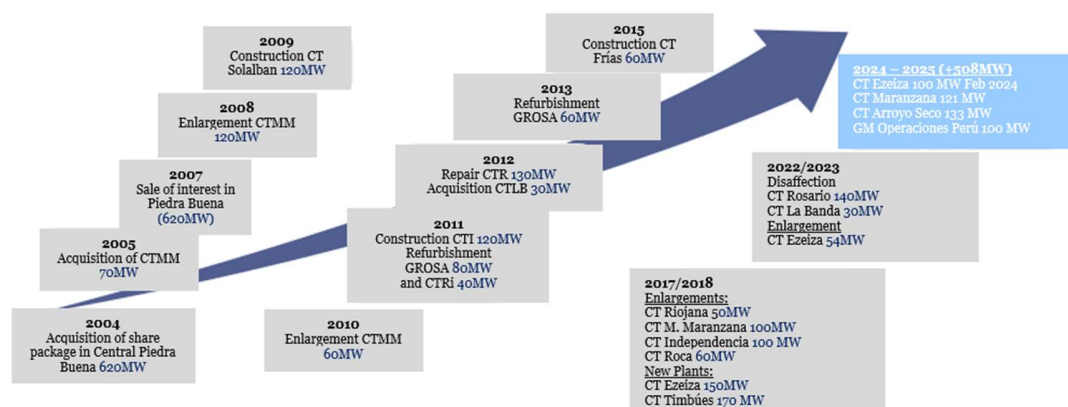 2004
Acquisition of share
package in Central Piedra
Buena 620MW
2005
Acquisition of CTMM
70MW
2007
Sale of interest in
Piedra Buena
(620MW)
2008
Enlargement CTMM
120MW
2009
Construction CT
Solalban 120MW
2010
Enlargement CTMM
60MW
2011
Construction CTI 120MW
Refurbishment
GROSA 80MW
and CTRi 40MW
2012
Repair CTR 130MW
Acquisition CTLB 30MW
2013
Refurbishment
GROSA 60MW
2015
Construction CT
Frías 60MW
2017/2018
Enlargements:
CT Riojana 50MW
CT M. Maranzana 100MW
CT Independencia 100 MW
CT Roca 60MW
New Plants:
CT Ezeiza 150MW
CT Timbúes 170 MW
2022/2023
Disaffection
CT Rosario 140MW
CT La Banda 30MW
Enlargement
CT Ezeiza 54MW
2024 – 2025 (+508MW)
CT Ezeiza 100 MW Feb 2024
CT Maranzana 121 MW
CT Arroyo Seco 133 MW
GM Operaciones Perú 100 MW